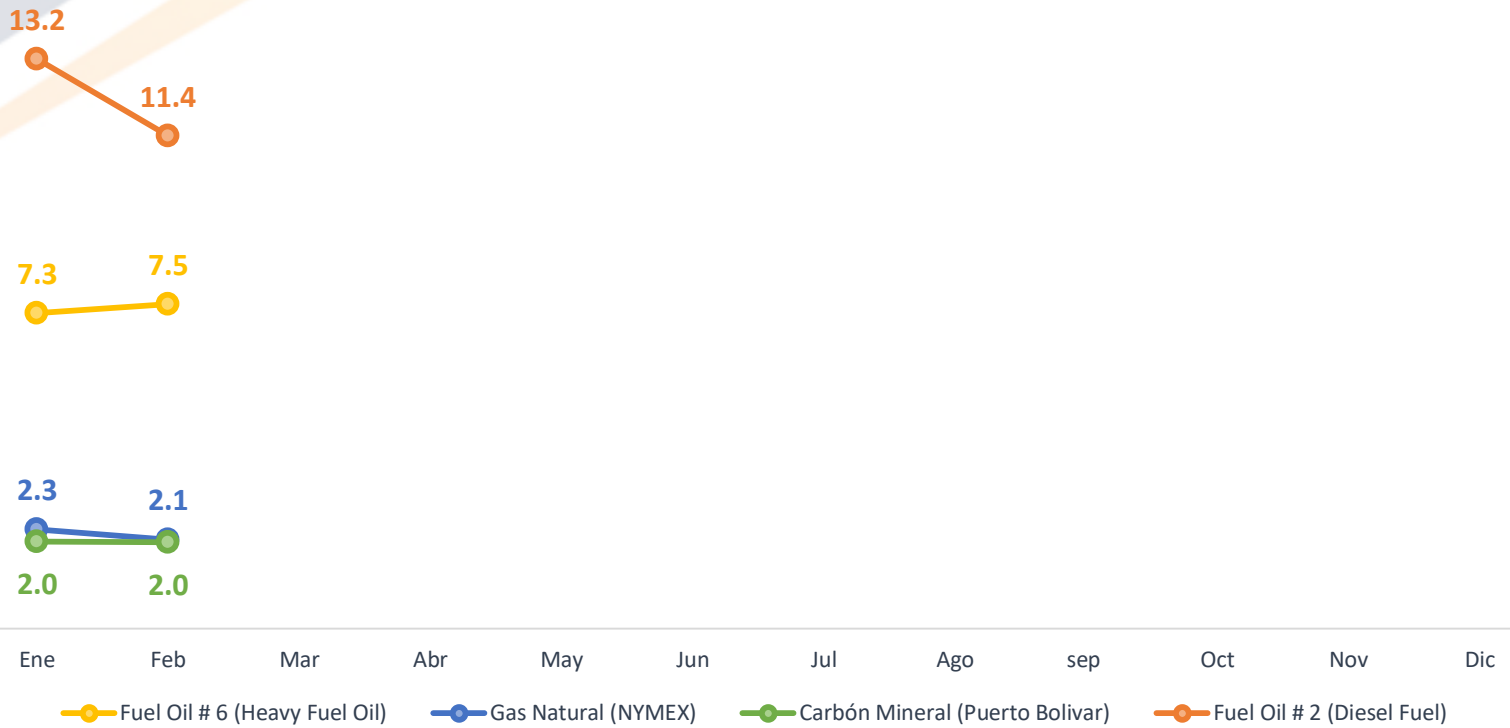 13.2
11.4
7.3 7.5
2.3 2.1
2.0 2.0
Ene Feb Mar Abr May Jun Jul Ago sep Oct Nov Dic
Fuel Oil # 6 (Heavy Fuel Oil) Gas Natural (NYMEX) Carbón Mineral (Puerto Bolivar) Fuel Oil # 2 (Diesel Fuel)